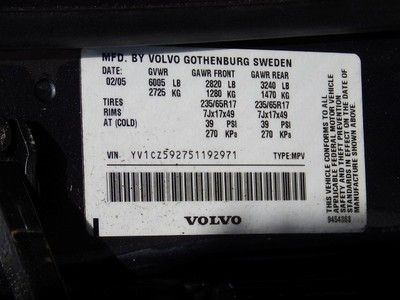 MFD. BY VOLVO GOTHENBURG SWEDEN
DATE: GVWR GAWR FRONT GAWR REAR
02/05 6005 LB 2820 LB 3240 LB
2725 KG 1280 KG 1470 KG
TIRES 235/65R17 235/65R17
RIMS 7Jx17x49 7Jx17x49
AT (COLD) 39 PSI 39 PSI
270 KPa 270 KPa
VIN: YV1CZ592751192971 TYPE:MPV
VOLVO
THIS VEHICLE CONFORMS TO ALL
APPLICABLE FEDERAL MOTOR VEHICLE
SAFETY AND THEFT PREVENTION
STANDARDS IN EFFECT ON THE DATE OF
MANUFACTURE SHOWN ABOVE.